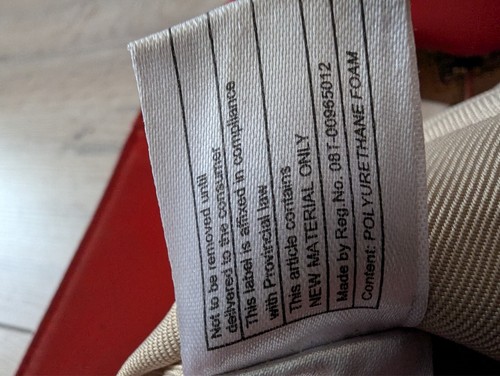 Not to be removed until
delivered to the consumer
This label is affixed in compliance
with Provincial law
This article contains
NEW MATERIAL ONLY
Made by Reg.No. 08T-00965012
Content: POLYURETHANE FOAM